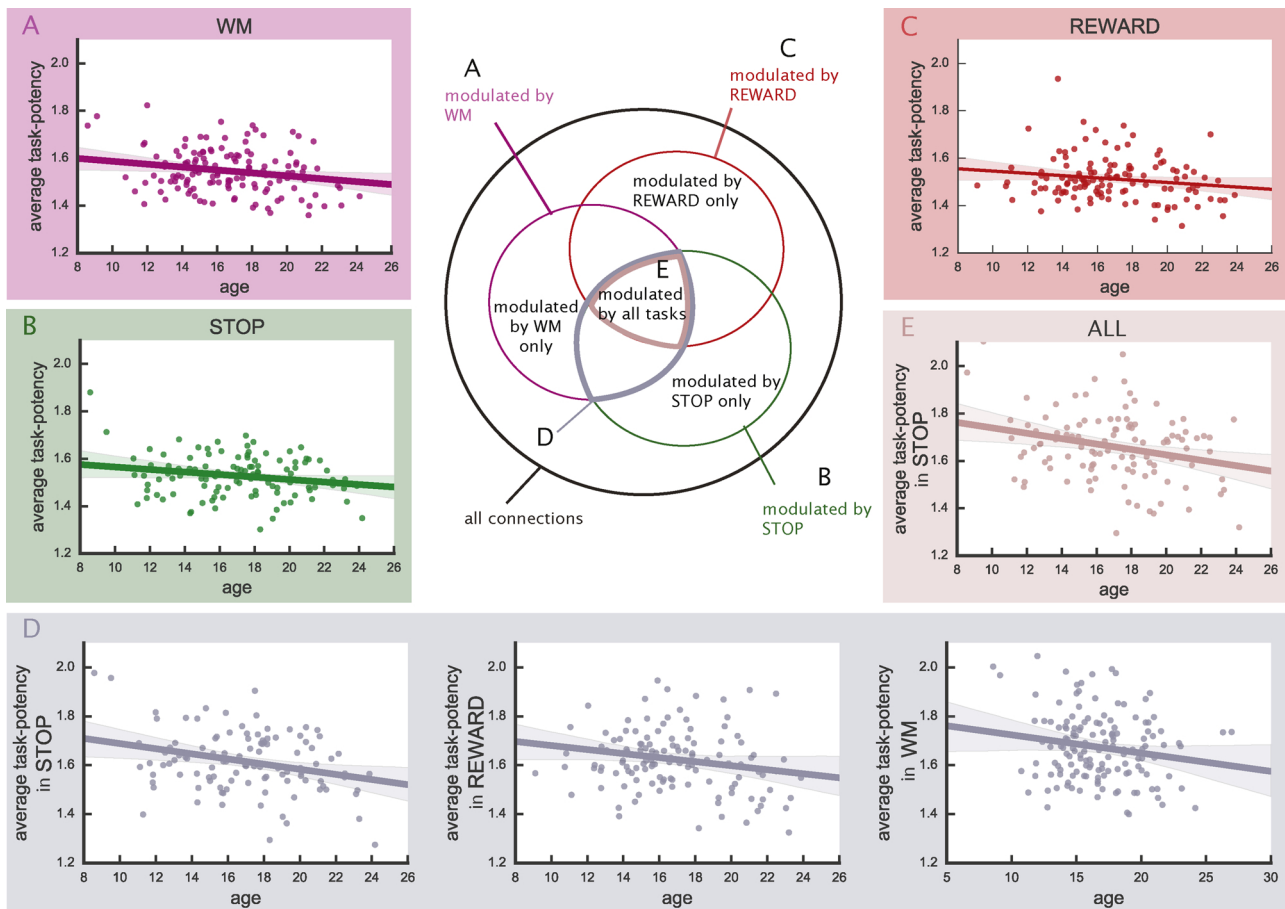 A
WM
average task-potency
2.0
1.8
1.6
1.4
1.2
8 10 12 14 16 18 20 22 24 26
age
B
STOP
average task-potency
2.0
1.8
1.6
1.4
1.2
8 10 12 14 16 18 20 22 24 26
age
A
modulated by
WM
C
modulated by
REWARD
modulated by
REWARD only
E
modulated
by all tasks
modulated
by WM
only
modulated by
STOP only
D
B
modulated by
STOP
all connections
C
REWARD
average task-potency
2.0
1.8
1.6
1.4
1.2
8 10 12 14 16 18 20 22 24 26
age
E
ALL
average task-potency
in STOP
2.0
1.8
1.6
1.4
1.2
8 10 12 14 16 18 20 22 24 26
age
D
average task-potency
in STOP
2.0
1.8
1.6
1.4
1.2
8 10 12 14 16 18 20 22 24 26
age
average task-potency
in REWARD
2.0
1.8
1.6
1.4
1.2
8 10 12 14 16 18 20 22 24 26
age
average task-potency
in WM
2.0
1.8
1.6
1.4
1.2
5 10 15 20 25 30
age